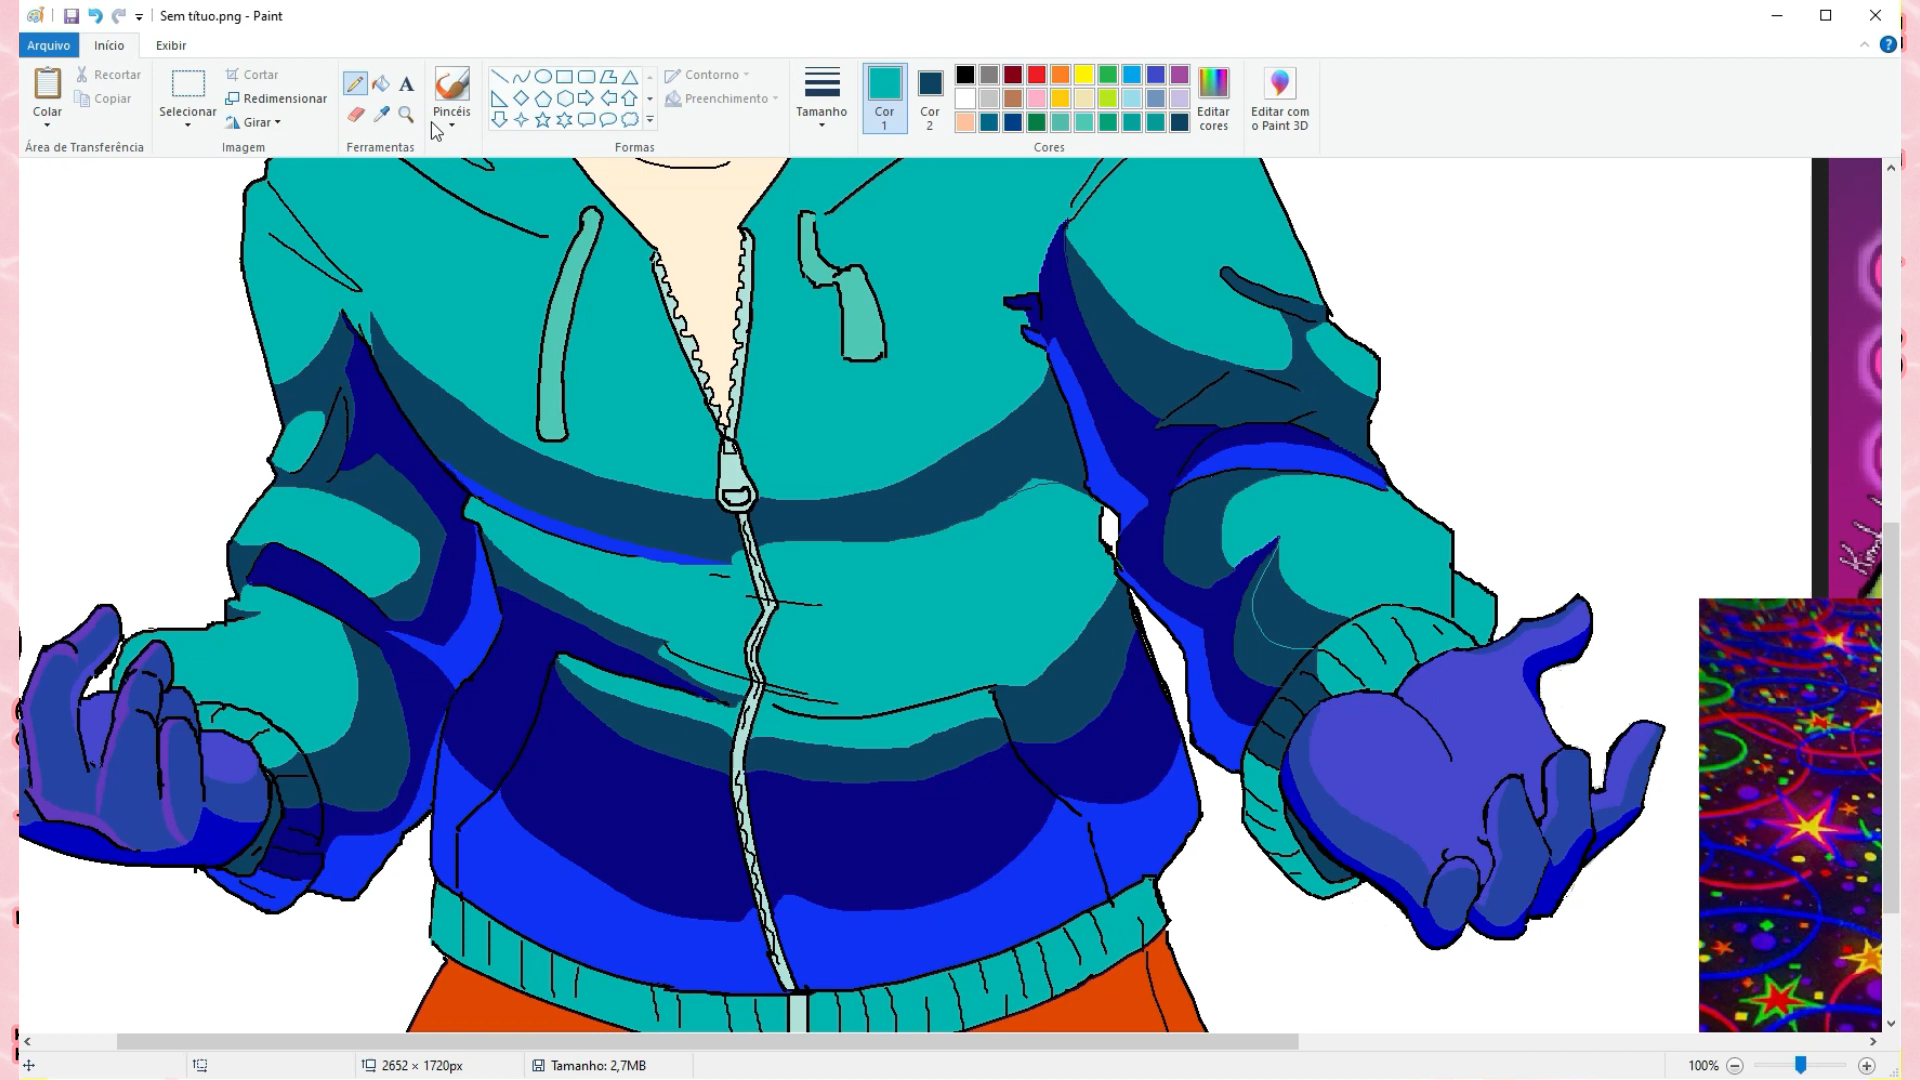 Sem títuo.png - Paint
Arquivo
Início
Exibir
Colar
Recortar
Copiar
Área de Transferência
Selecionar
Cortar
Redimensionar
Girar
Imagem
A
Ferramentas
Pincéis
Contorno
Preenchimento
Formas
Tamanho
Cor 1
Cor 2
Editar cores
Cores
Editar com o Paint 3D
2652 × 1720px
Tamanho: 2,7MB
100%